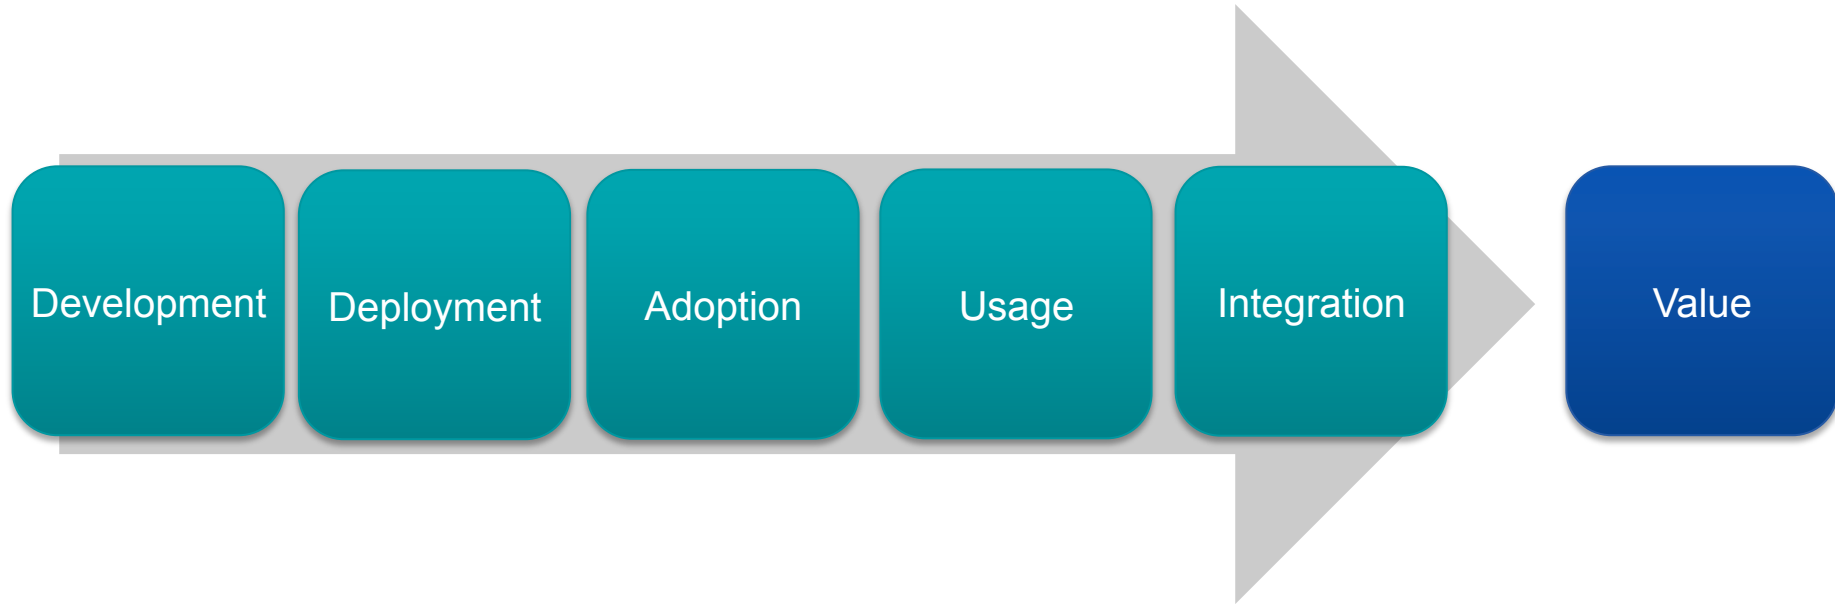 Development
Deployment
Adoption
Usage
Integration
Value